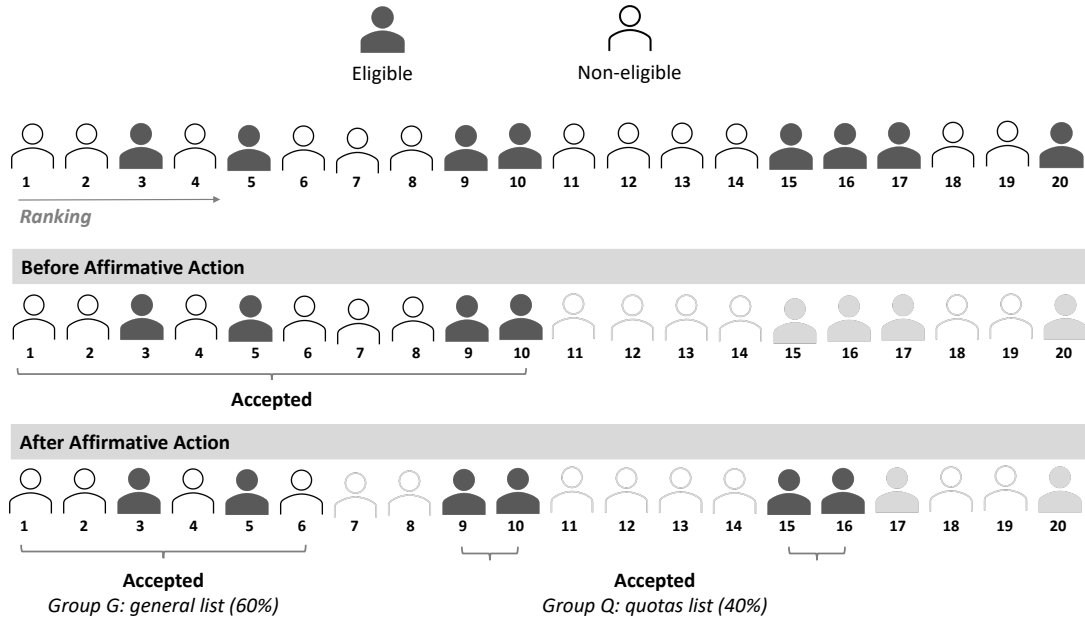 Eligible Non-eligible
1 2 3 4 5 6 7 8 9 10 11 12 13 14 15 16 17 18 19 20
Ranking
Before Affirmative Action
1 2 3 4 5 6 7 8 9 10 11 12 13 14 15 16 17 18 19 20
Accepted
After Affirmative Action
1 2 3 4 5 6 7 8 9 10 11 12 13 14 15 16 17 18 19 20
Accepted Accepted
Group G: general list (60%) Group Q: quotas list (40%)